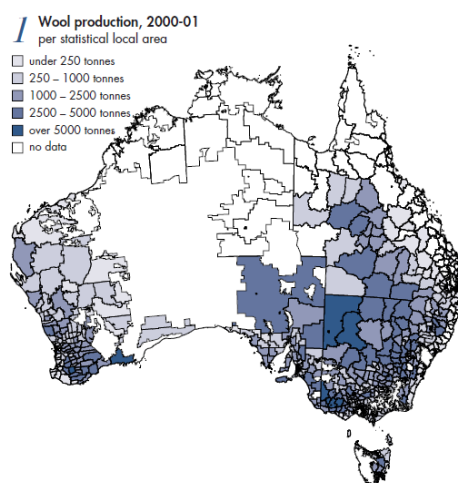 1 Wool production, 2000-01
per statistical local area
under 250 tonnes
250 – 1000 tonnes
1000 – 2500 tonnes
2500 – 5000 tonnes
over 5000 tonnes
no data